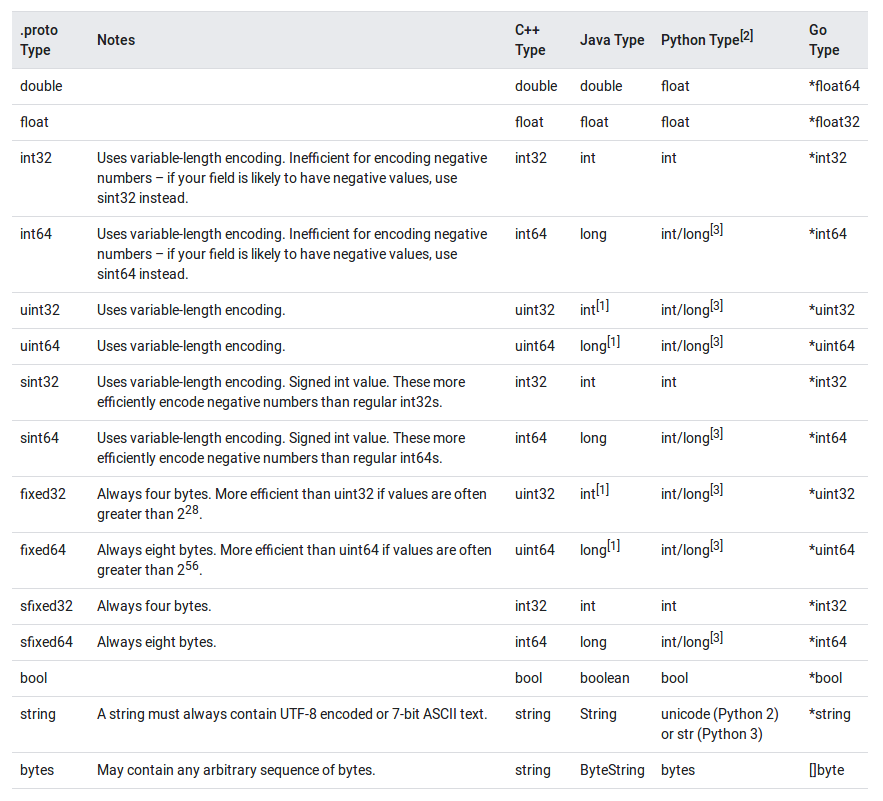 .proto Type Notes C++ Type Java Type Python Type[2] Go Type
double double double float *float64
float float float float *float32
int32 Uses variable-length encoding. Inefficient for encoding negative int32 int int *int32
numbers – if your field is likely to have negative values, use
sint32 instead.
int64 Uses variable-length encoding. Inefficient for encoding negative int64 long int/long[3] *int64
numbers – if your field is likely to have negative values, use
sint64 instead.
uint32 Uses variable-length encoding. uint32 int[1] int/long[3] *uint32
uint64 Uses variable-length encoding. uint64 long[1] int/long[3] *uint64
sint32 Uses variable-length encoding. Signed int value. These more int32 int int *int32
efficiently encode negative numbers than regular int32s.
sint64 Uses variable-length encoding. Signed int value. These more int64 long int/long[3] *int64
efficiently encode negative numbers than regular int64s.
fixed32 Always four bytes. More efficient than uint32 if values are often uint32 int[1] int/long[3] *uint32
greater than 2^28.
fixed64 Always eight bytes. More efficient than uint64 if values are often uint64 long[1] int/long[3] *uint64
greater than 2^56.
sfixed32 Always four bytes. int32 int int *int32
sfixed64 Always eight bytes. int64 long int/long[3] *int64
bool bool boolean bool *bool
string A string must always contain UTF-8 encoded or 7-bit ASCII text. string String unicode (Python 2) *string
or str (Python 3)
bytes May contain any arbitrary sequence of bytes. string ByteString bytes []byte